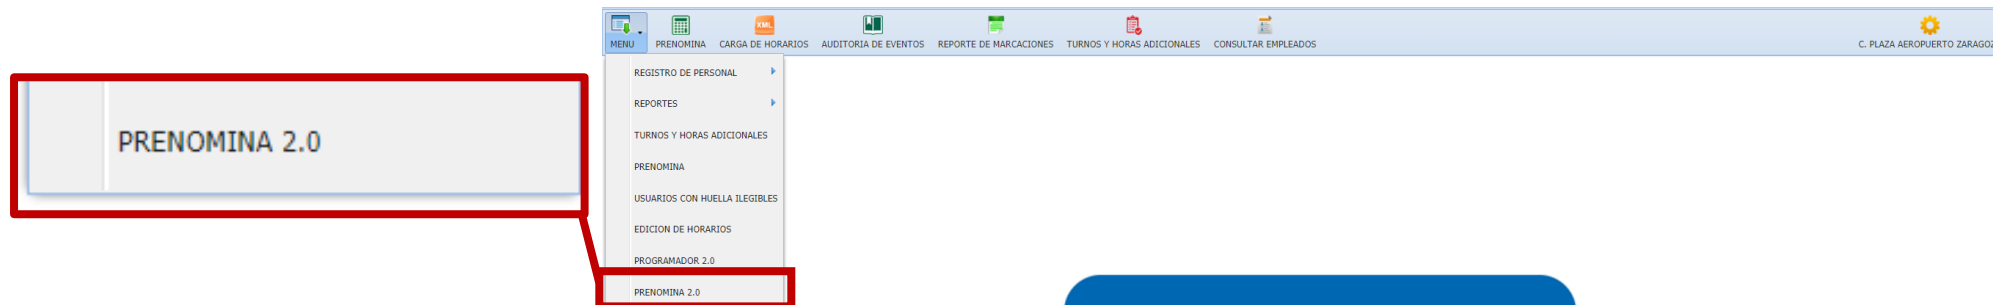 MENU PRENOMINA CARGA DE HORARIOS AUDITORIA DE EVENTOS REPORTE DE MARCACIONES TURNOS Y HORAS ADICIONALES CONSULTAR EMPLEADOS C. PLAZA AEROPUERTO ZARAGOZ
XML
REGISTRO DE PERSONAL
REPORTES
TURNOS Y HORAS ADICIONALES
PRENOMINA
USUARIOS CON HUELLA ILEGIBLES
EDICION DE HORARIOS
PROGRAMADOR 2.0
PRENOMINA 2.0
PRENOMINA 2.0